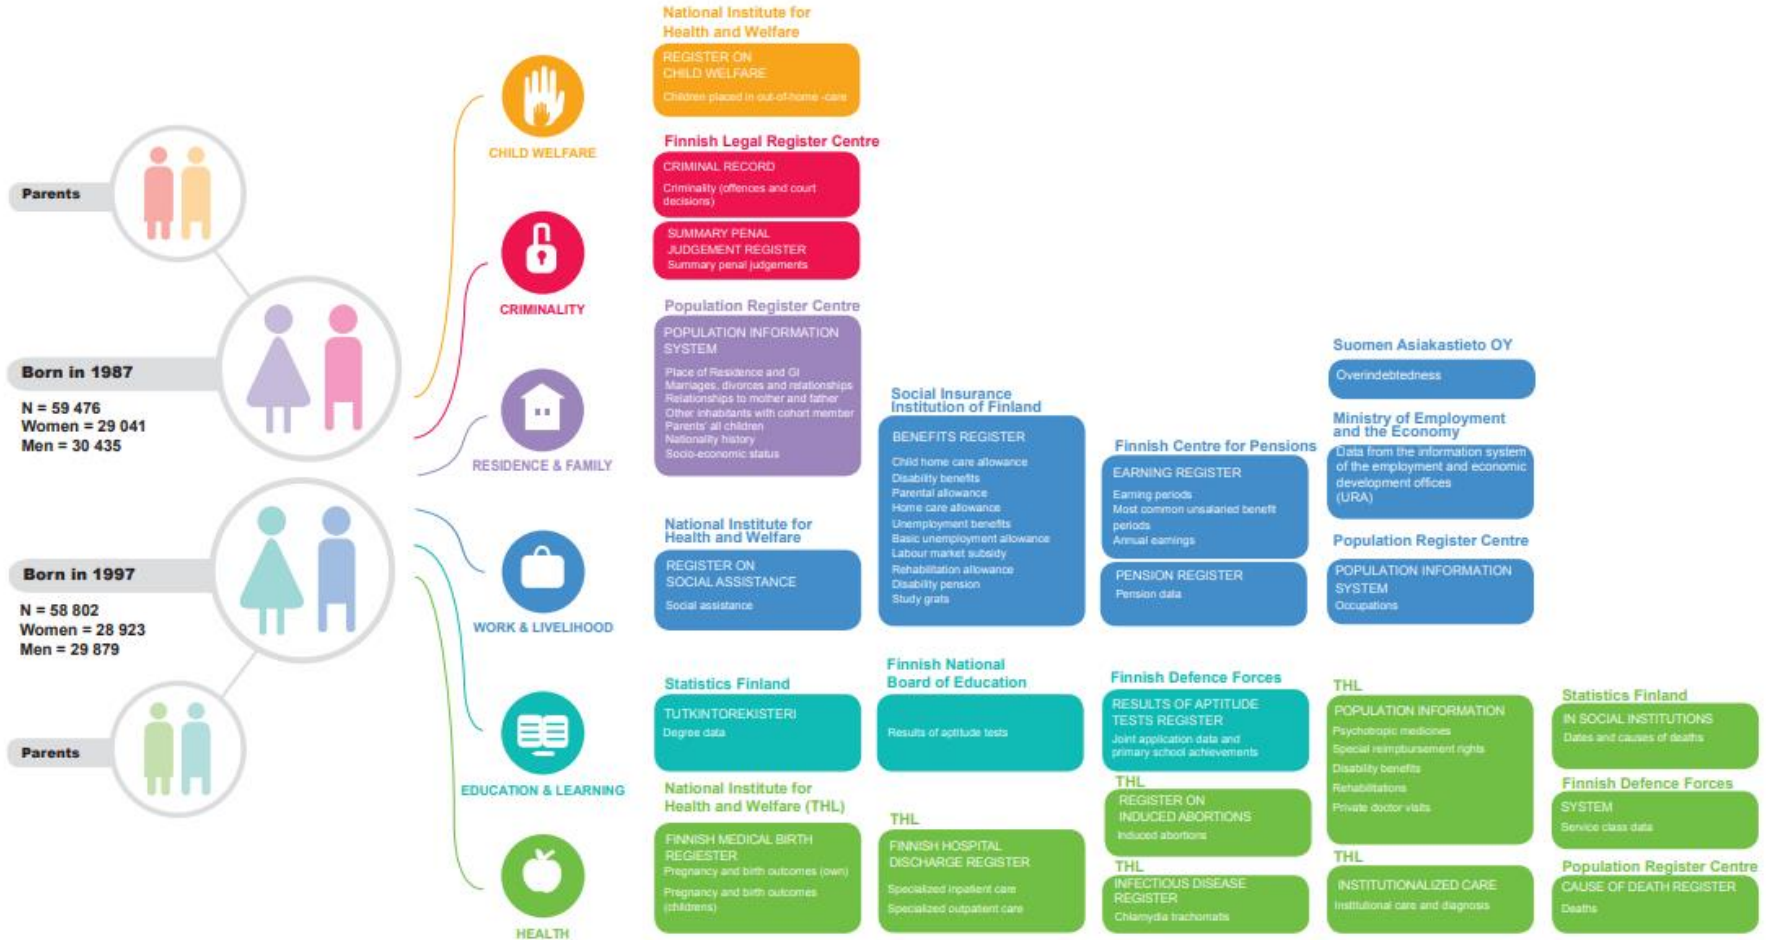 Parents
Born in 1987
N = 59 476
Women = 29 041
Men = 30 435
Born in 1997
N = 58 802
Women = 28 923
Men = 29 879
Parents
CHILD WELFARE
CRIMINALITY
RESIDENCE & FAMILY
WORK & LIVELIHOOD
EDUCATION & LEARNING
HEALTH
National Institute for
Health and Welfare
REGISTER ON
CHILD WELFARE
Children placed in out-of-home -care
Finnish Legal Register Centre
CRIMINAL RECORD
Criminality (offences and court
decisions)
SUMMARY PENAL
JUDGEMENT REGISTER
Summary penal judgements
Population Register Centre
POPULATION INFORMATION
SYSTEM
Place of Residence and GI
Marriages, divorces and relationships
Relationships to mother and father
Other inhabitants with cohort member
Parents' all children
Nationality history
Socio-economic status
National Institute for
Health and Welfare
REGISTER ON
SOCIAL ASSISTANCE
Social assistance
Social Insurance
Institution of Finland
BENEFITS REGISTER
Child home care allowance
Disability benefits
Parental allowance
Home care allowance
Unemployment benefits
Basic unemployment allowance
Labour market subsidy
Rehabilitation allowance
Disability pension
Study grats
Finnish Centre for Pensions
EARNING REGISTER
Earning periods
Most common unsalaried benefit
periods
Annual earnings
PENSION REGISTER
Pension data
Suomen Asiakastieto OY
Overindebtedness
Ministry of Employment
and the Economy
Data from the information system
of the employment and economic
development offices
(URA)
Population Register Centre
POPULATION INFORMATION
SYSTEM
Occupations
Statistics Finland
TUTKINTOREKISTERI
Degree data
Finnish National
Board of Education
Results of aptitude tests
Finnish Defence Forces
RESULTS OF APTITUDE
TESTS REGISTER
Joint application data and
primary school achievements
National Institute for
Health and Welfare (THL)
FINNISH MEDICAL BIRTH
REGIESTER
Pregnancy and birth outcomes (own)
Pregnancy and birth outcomes
(childrens)
THL
FINNISH HOSPITAL
DISCHARGE REGISTER
Specialized inpatient care
Specialized outpatient care
THL
REGISTER ON
INDUCED ABORTIONS
Induced abortions
THL
INFECTIOUS DISEASE
REGISTER
Chlamydia trachomatis
THL
POPULATION INFORMATION
Psychotropic medicines
Special reimpbursement rights
Disability benefits
Rehabilitations
Private doctor visits
THL
INSTITUTIONALIZED CARE
Institutional care and diagnosis
Statistics Finland
IN SOCIAL INSTITUTIONS
Dates and causes of deaths
Finnish Defence Forces
SYSTEM
Service class data
Population Register Centre
CAUSE OF DEATH REGISTER
Deaths